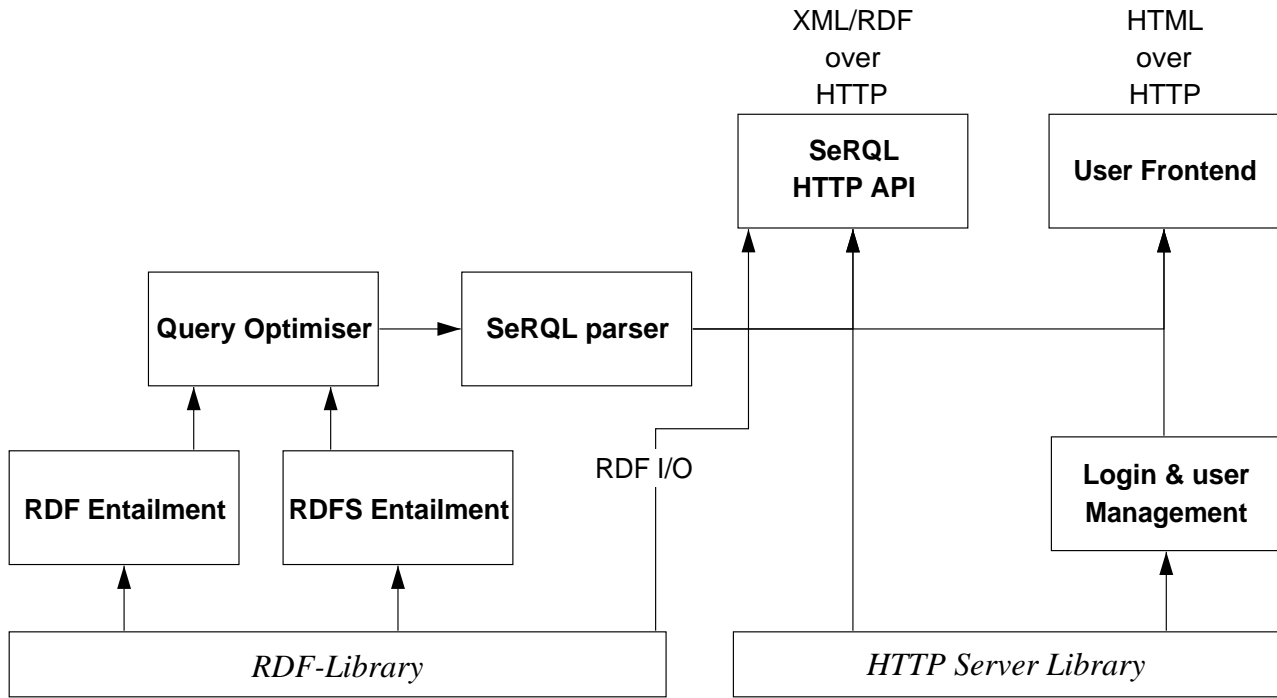 XML/RDF
over
HTTP
HTML
over
HTTP
SeRQL
HTTP API
User Frontend
Query Optimiser
SeRQL parser
RDF I/O
RDF Entailment
RDFS Entailment
Login & user
Management
RDF-Library
HTTP Server Library